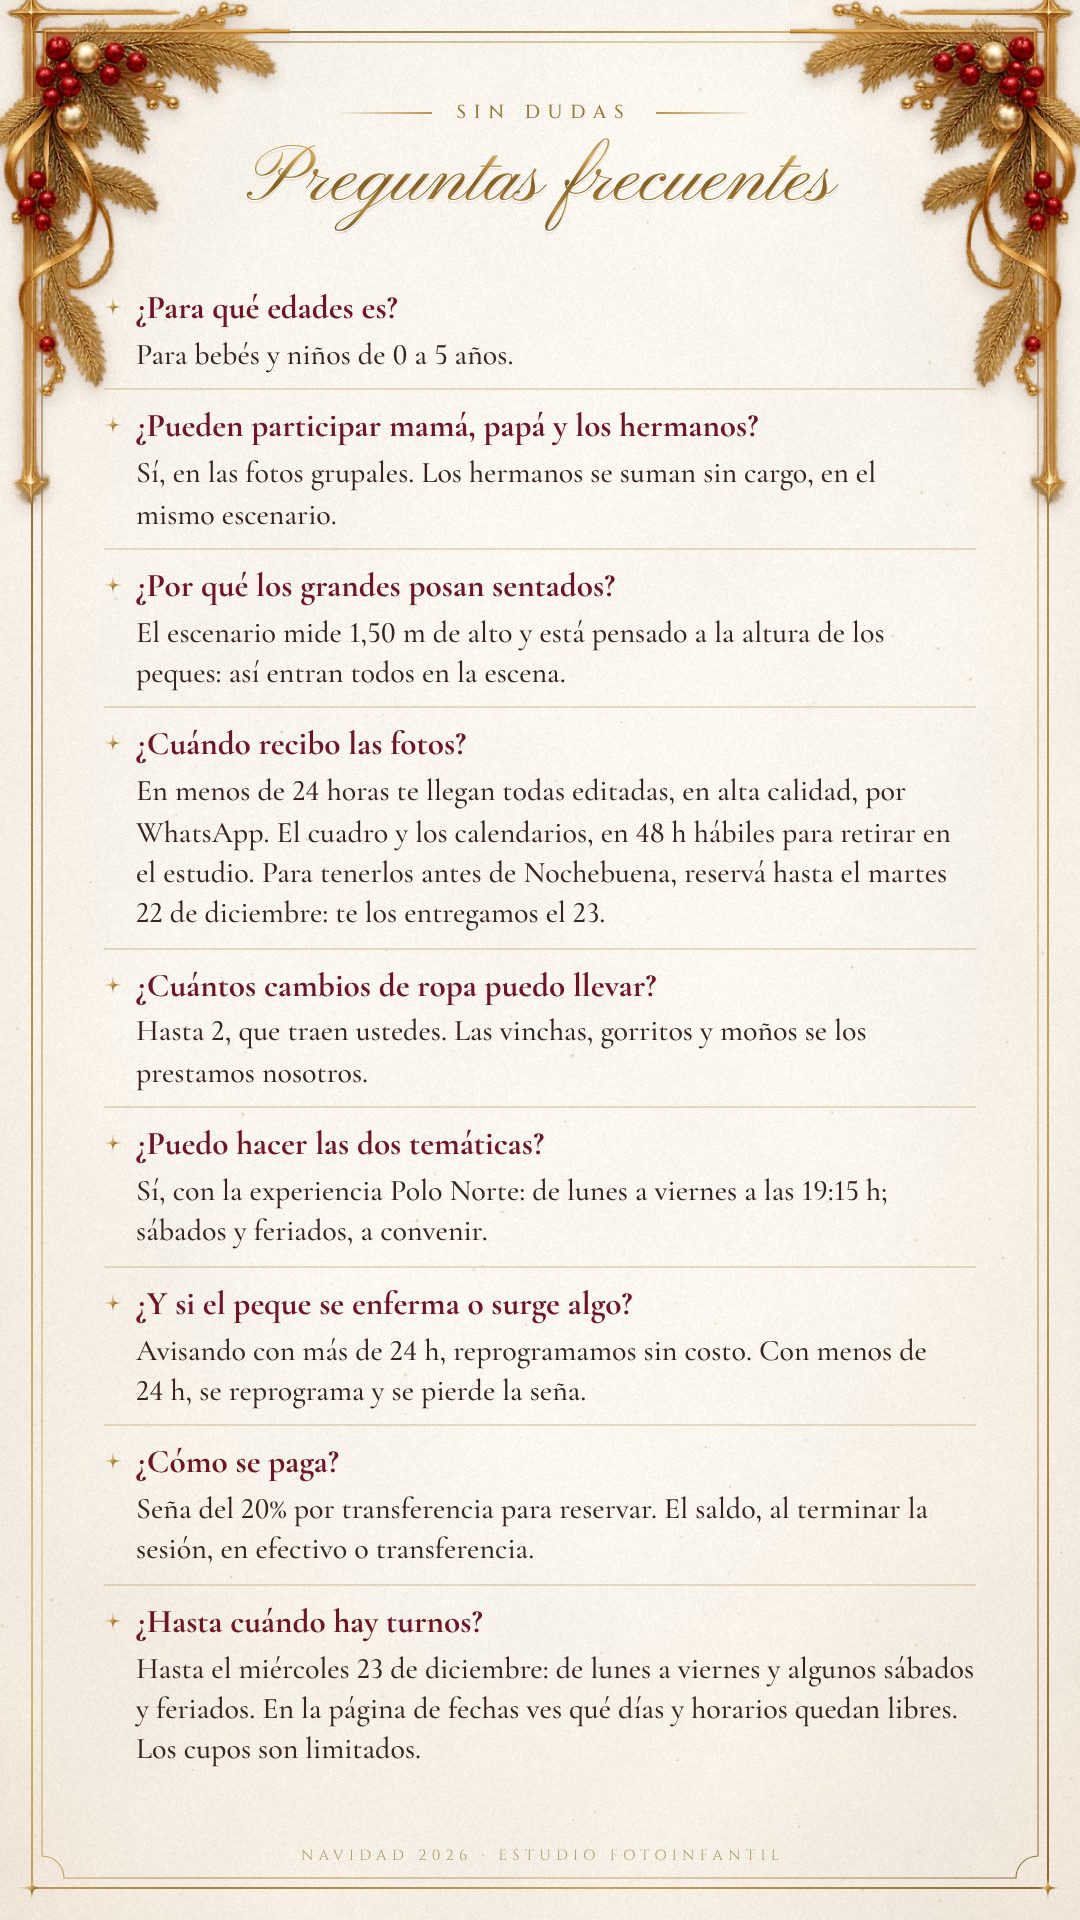 SIN DUDAS
Preguntas frecuentes
¿Para qué edades es?
Para bebés y niños de 0 a 5 años.
¿Pueden participar mamá, papá y los hermanos?
Sí, en las fotos grupales. Los hermanos se suman sin cargo, en el
mismo escenario.
¿Por qué los grandes posan sentados?
El escenario mide 1,50 m de alto y está pensado a la altura de los
peques: así entran todos en la escena.
¿Cuándo recibo las fotos?
En menos de 24 horas te llegan todas editadas, en alta calidad, por
WhatsApp. El cuadro y los calendarios, en 48 h hábiles para retirar en
el estudio. Para tenerlos antes de Nochebuena, reservá hasta el martes
22 de diciembre: te los entregamos el 23.
¿Cuántos cambios de ropa puedo llevar?
Hasta 2, que traen ustedes. Las vinchas, gorritos y moños se los
prestamos nosotros.
¿Puedo hacer las dos temáticas?
Sí, con la experiencia Polo Norte: de lunes a viernes a las 19:15 h;
sábados y feriados, a convenir.
¿Y si el peque se enferma o surge algo?
Avisando con más de 24 h, reprogramamos sin costo. Con menos de
24 h, se reprograma y se pierde la seña.
¿Cómo se paga?
Seña del 20% por transferencia para reservar. El saldo, al terminar la
sesión, en efectivo o transferencia.
¿Hasta cuándo hay turnos?
Hasta el miércoles 23 de diciembre: de lunes a viernes y algunos sábados
y feriados. En la página de fechas ves qué días y horarios quedan libres.
Los cupos son limitados.
NAVIDAD 2026 · ESTUDIO FOTOINFANTIL